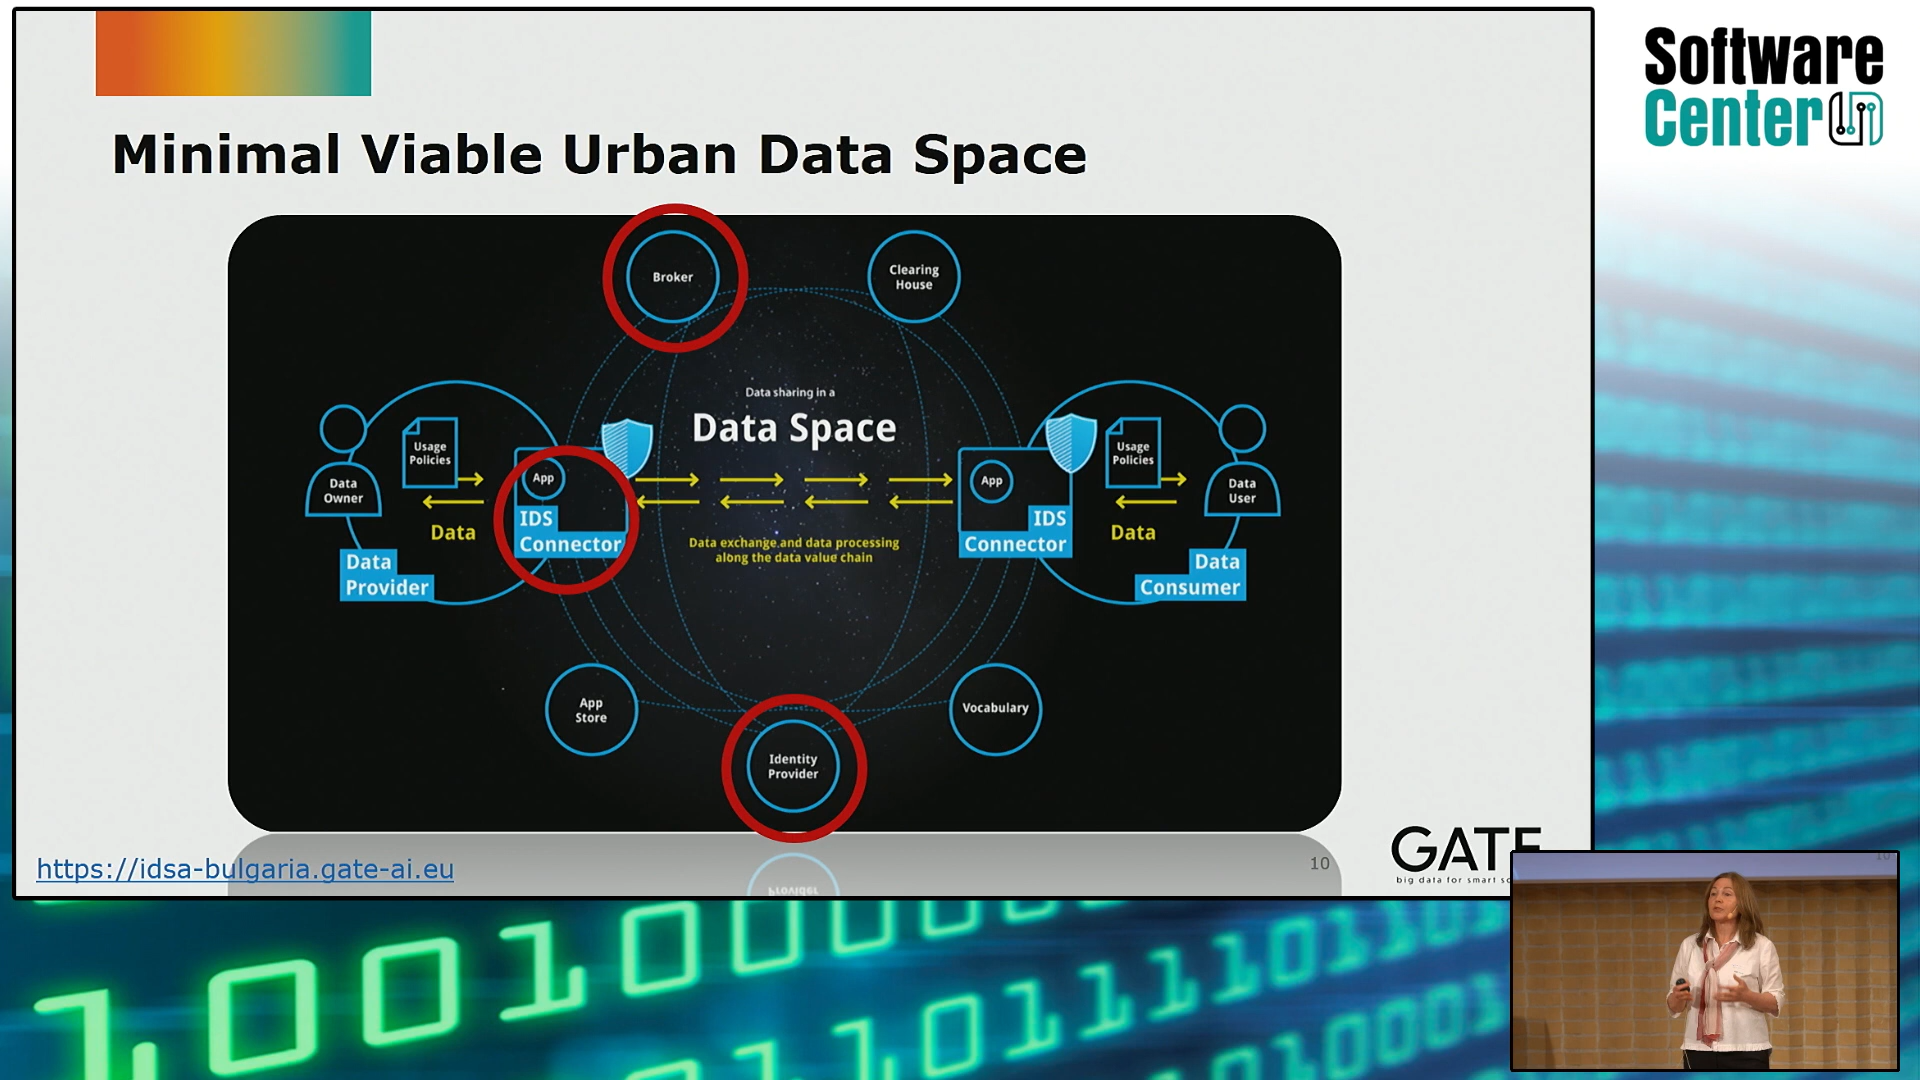 Software
Center
Minimal Viable Urban Data Space
Broker
Clearing
House
Data sharing in a
Data Space
Usage
Policies
Data
Owner
Data
App
IDS
Connector
Data
Provider
Data exchange and data processing
along the data value chain
App
IDS
Connector
Usage
Policies
Data
User
Data
Data
Consumer
App
Store
Identity
Provider
Vocabulary
https://idsa-bulgaria.gate-ai.eu
10
GATE
big data for smart
Provider
10
1001000